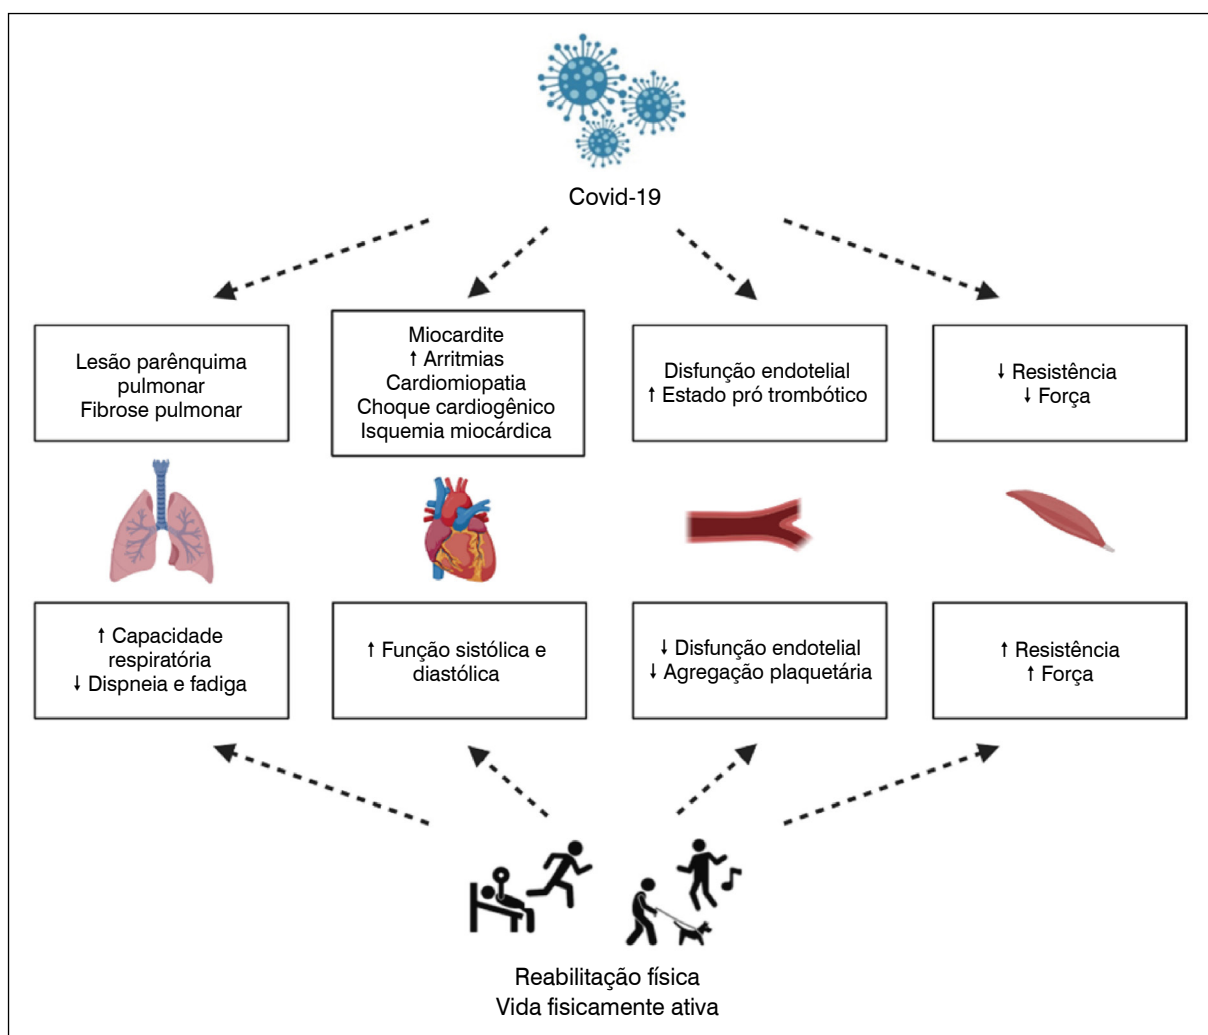 Covid-19
Lesão parênquima
pulmonar
Fibrose pulmonar
Miocardite
↑ Arritmias
Cardiomiopatia
Choque cardiogênico
Isquemia miocárdica
Disfunção endotelial
↑ Estado pró trombótico
↓ Resistência
↓ Força
↑ Capacidade
respiratória
↓ Dispneia e fadiga
↑ Função sistólica e
diastólica
↓ Disfunção endotelial
↓ Agregação plaquetária
↑ Resistência
↑ Força
Reabilitação física
Vida fisicamente ativa